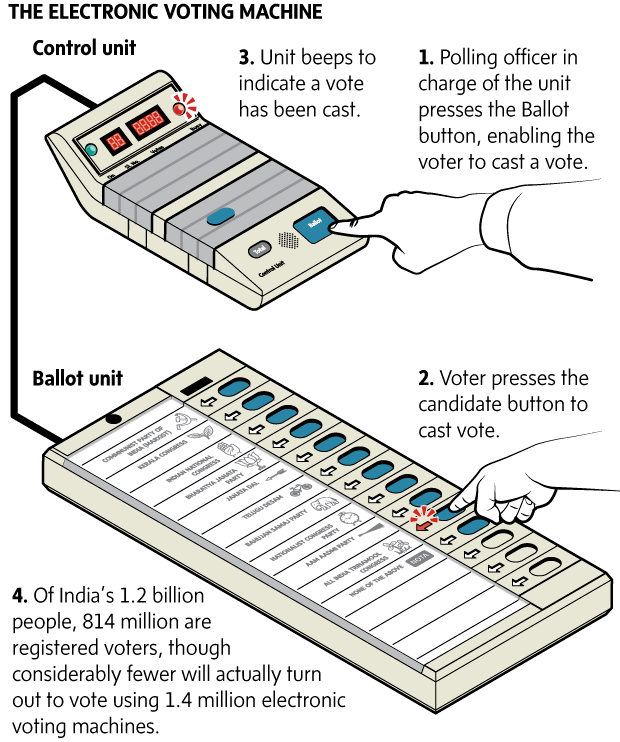 THE ELECTRONIC VOTING MACHINE
Control unit
3. Unit beeps to
indicate a vote
has been cast.
1. Polling officer in
charge of the unit
presses the Ballot
button, enabling the
voter to cast a vote.
On
Votes
Busy
Ballot
Total
Control Unit
Ballot unit
2. Voter presses the
candidate button to
cast vote.
COMMUNIST PARTY OF
INDIA (MARXIST)
KERALA CONGRESS
INDIAN NATIONAL
CONGRESS
BHARATIYA JANATA
PARTY
JANATA DAL
TELUGU DESAM
BAHUJAN SAMAJ PARTY
NATIONALIST CONGRESS
PARTY
AAM AADMI PARTY
ALL INDIA TRINAMOOL
CONGRESS
NONE OF THE ABOVE
NOTA
4. Of India's 1.2 billion
people, 814 million are
registered voters, though
considerably fewer will actually turn
out to vote using 1.4 million electronic
voting machines.